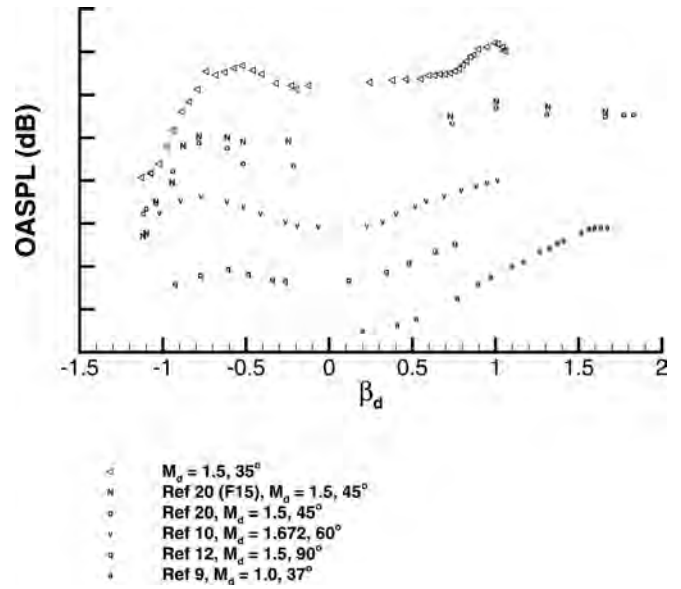 OASPL (dB)
-1.5 -1 -0.5 0 0.5 1 1.5 2
βd
Md = 1.5, 35°
Ref 20 (F15), Md = 1.5, 45°
Ref 20, Md = 1.5, 45°
Ref 10, Md = 1.672, 60°
Ref 12, Md = 1.5, 90°
Ref 9, Md = 1.0, 37°